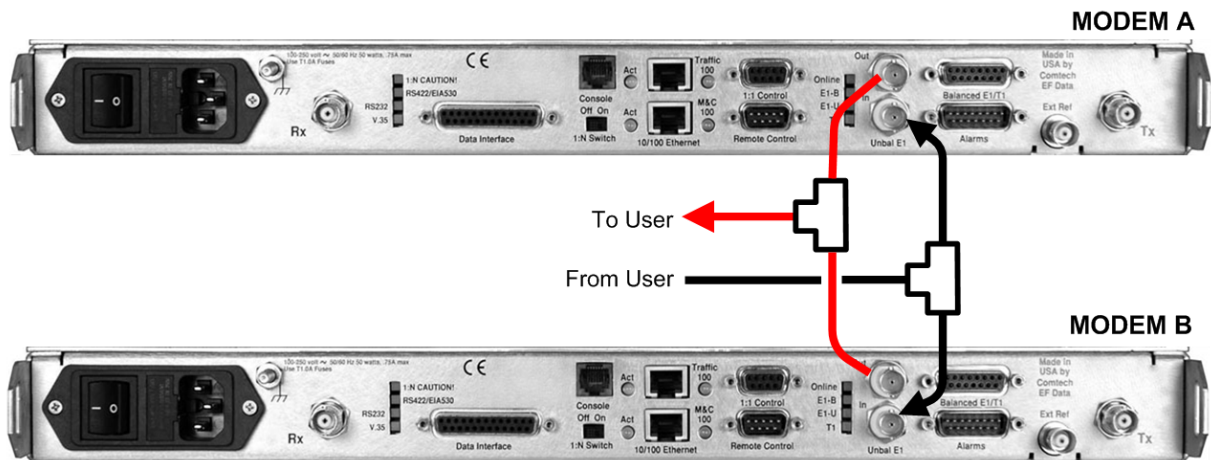 MODEM A
100-250 volt ~ 50/60 Hz 50 watts, .75A max
Use T1.0A Fuses
1:N CAUTION!
RS422/EIA530
RS232
V.35
Rx
CE
Data Interface
Console
Off On
1:N Switch
Act
Act
Traffic
100
M&C
100
10/100 Ethernet
1:1 Control
Remote Control
Online
E1-B
E1-U
Out
In
Unbal E1
Balanced E1/T1
Alarms
Made In
USA by
Comtech
EF Data
Ext Ref
Tx
To User
From User
MODEM B
100-250 volt ~ 50/60 Hz 50 watts, .75A max
Use T1.0A Fuses
1:N CAUTION!
RS422/EIA530
RS232
V.35
Rx
CE
Data Interface
Console
Off On
1:N Switch
Act
Act
Traffic
100
M&C
100
10/100 Ethernet
1:1 Control
Remote Control
Online
E1-B
E1-U
T1
In
Unbal E1
Balanced E1/T1
Alarms
Made In
USA by
Comtech
EF Data
Ext Ref
Tx